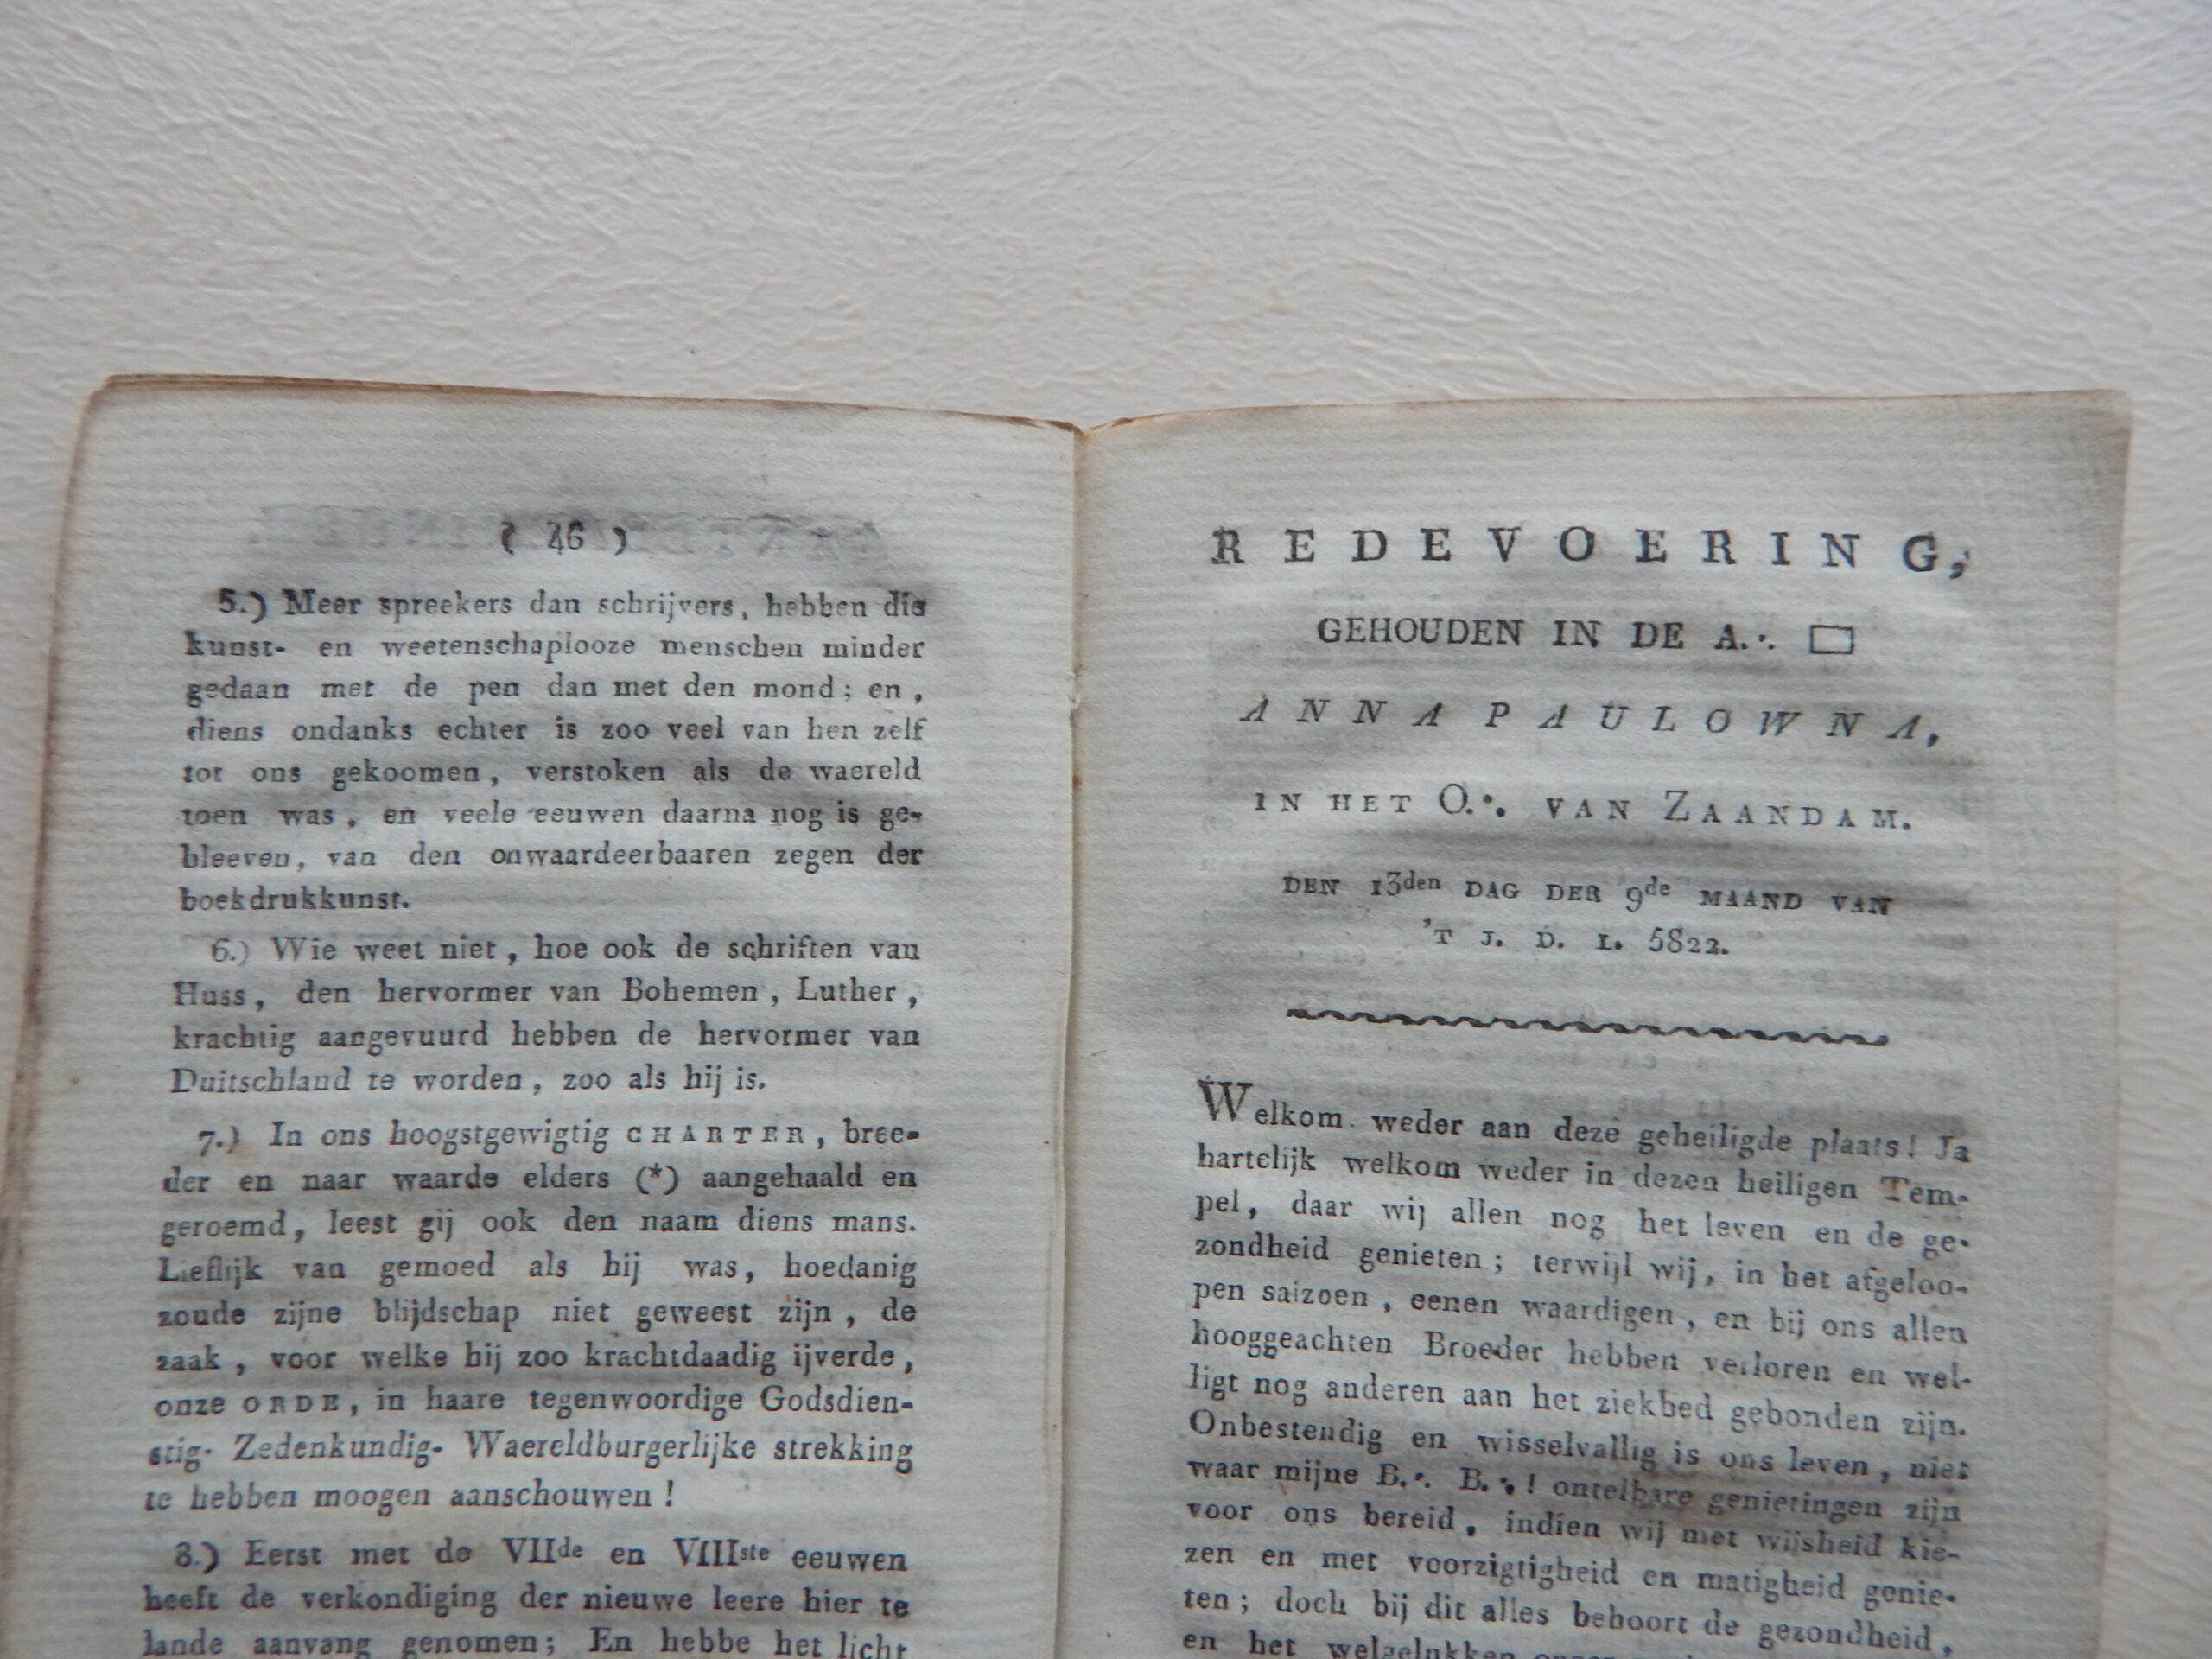 ( 46 )
5.) Meer spreekers dan schrijvers, hebben die
kunst- en weetenschaplooze menschen minder
gedaan met de pen dan met den mond; en,
diens ondanks echter is zoo veel van hen zelf
tot ons gekoomen, verstoken als de waereld
toen was, en veele eeuwen daarna nog is ge-
bleeven, van den onwaardeerbaaren zegen der
boekdrukkunst.
6.) Wie weet niet, hoe ook de schriften van
Huss, den hervormer van Bohemen, Luther,
krachtig aangevuurd hebben de hervormer van
Duitschland te worden, zoo als hij is.
7.) In ons hoogstgewigtig CHARTER, bree-
der en naar waarde elders (*) aangehaald en
geroemd, leest gij ook den naam diens mans.
Lieflijk van gemoed als hij was, hoedanig
zoude zijne blijdschap niet geweest zijn, de
zaak, voor welke hij zoo krachtdaadig ijverde,
onze ORDE, in haare tegenwoordige Godsdien-
stig- Zedenkundig- Waereldburgerlijke strekking
te hebben moogen aanschouwen!
8.) Eerst met de VIIde en VIIIste eeuwen
heeft de verkondiging der nieuwe leere hier te
lande aanvang genomen; En hebbe het licht
REDEVOERING,
GEHOUDEN IN DE A.·. ▭
ANNA PAULOWNA,
IN HET O.·. VAN ZAANDAM.
DEN 13den DAG DER 9de MAAND VAN
'T J. D. L. 5822.
Welkom weder aan deze geheiligde plaats! Ja
hartelijk welkom weder in dezen heiligen Tem-
pel, daar wij allen nog het leven en de ge-
zondheid genieten; terwijl wij, in het afgeloo-
pen saizoen, eenen waardigen, en bij ons allen
hooggeachten Broeder hebben verloren en wel-
ligt nog anderen aan het ziekbed gebonden zijn.
Onbestendig en wisselvallig is ons leven, niet
waar mijne B.·. B.·.! ontelbare genietingen zijn
voor ons bereid, indien wij met wijsheid kie-
zen en met voorzigtigheid en matigheid genie-
ten; doch bij dit alles behoort de gezondheid,
en het welgelukken